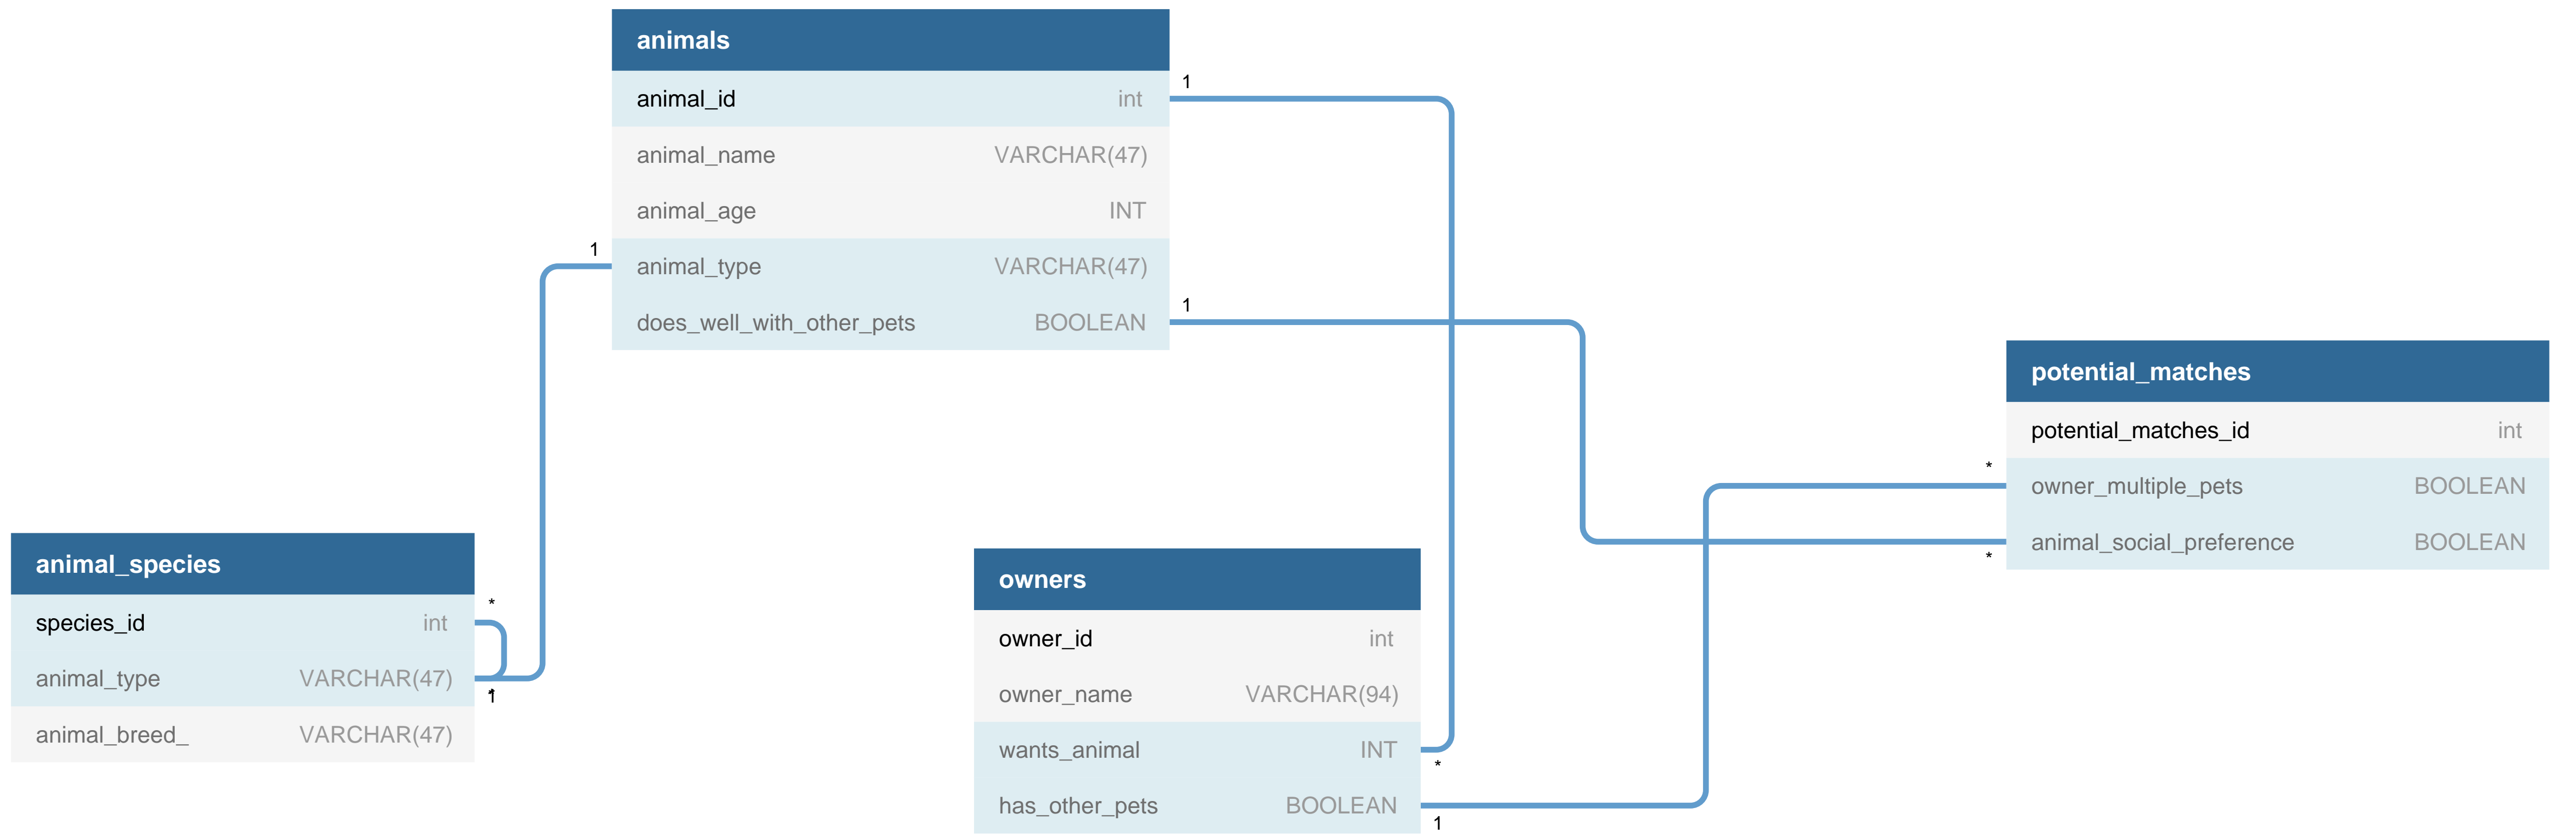 animals
animal_id int
animal_name VARCHAR(47)
animal_age INT
animal_type VARCHAR(47)
does_well_with_other_pets BOOLEAN
1
1
1
potential_matches
potential_matches_id int
owner_multiple_pets BOOLEAN
animal_social_preference BOOLEAN
*
*
animal_species
species_id int
animal_type VARCHAR(47)
animal_breed_ VARCHAR(47)
*
*
1
owners
owner_id int
owner_name VARCHAR(94)
wants_animal INT
has_other_pets BOOLEAN
*
1